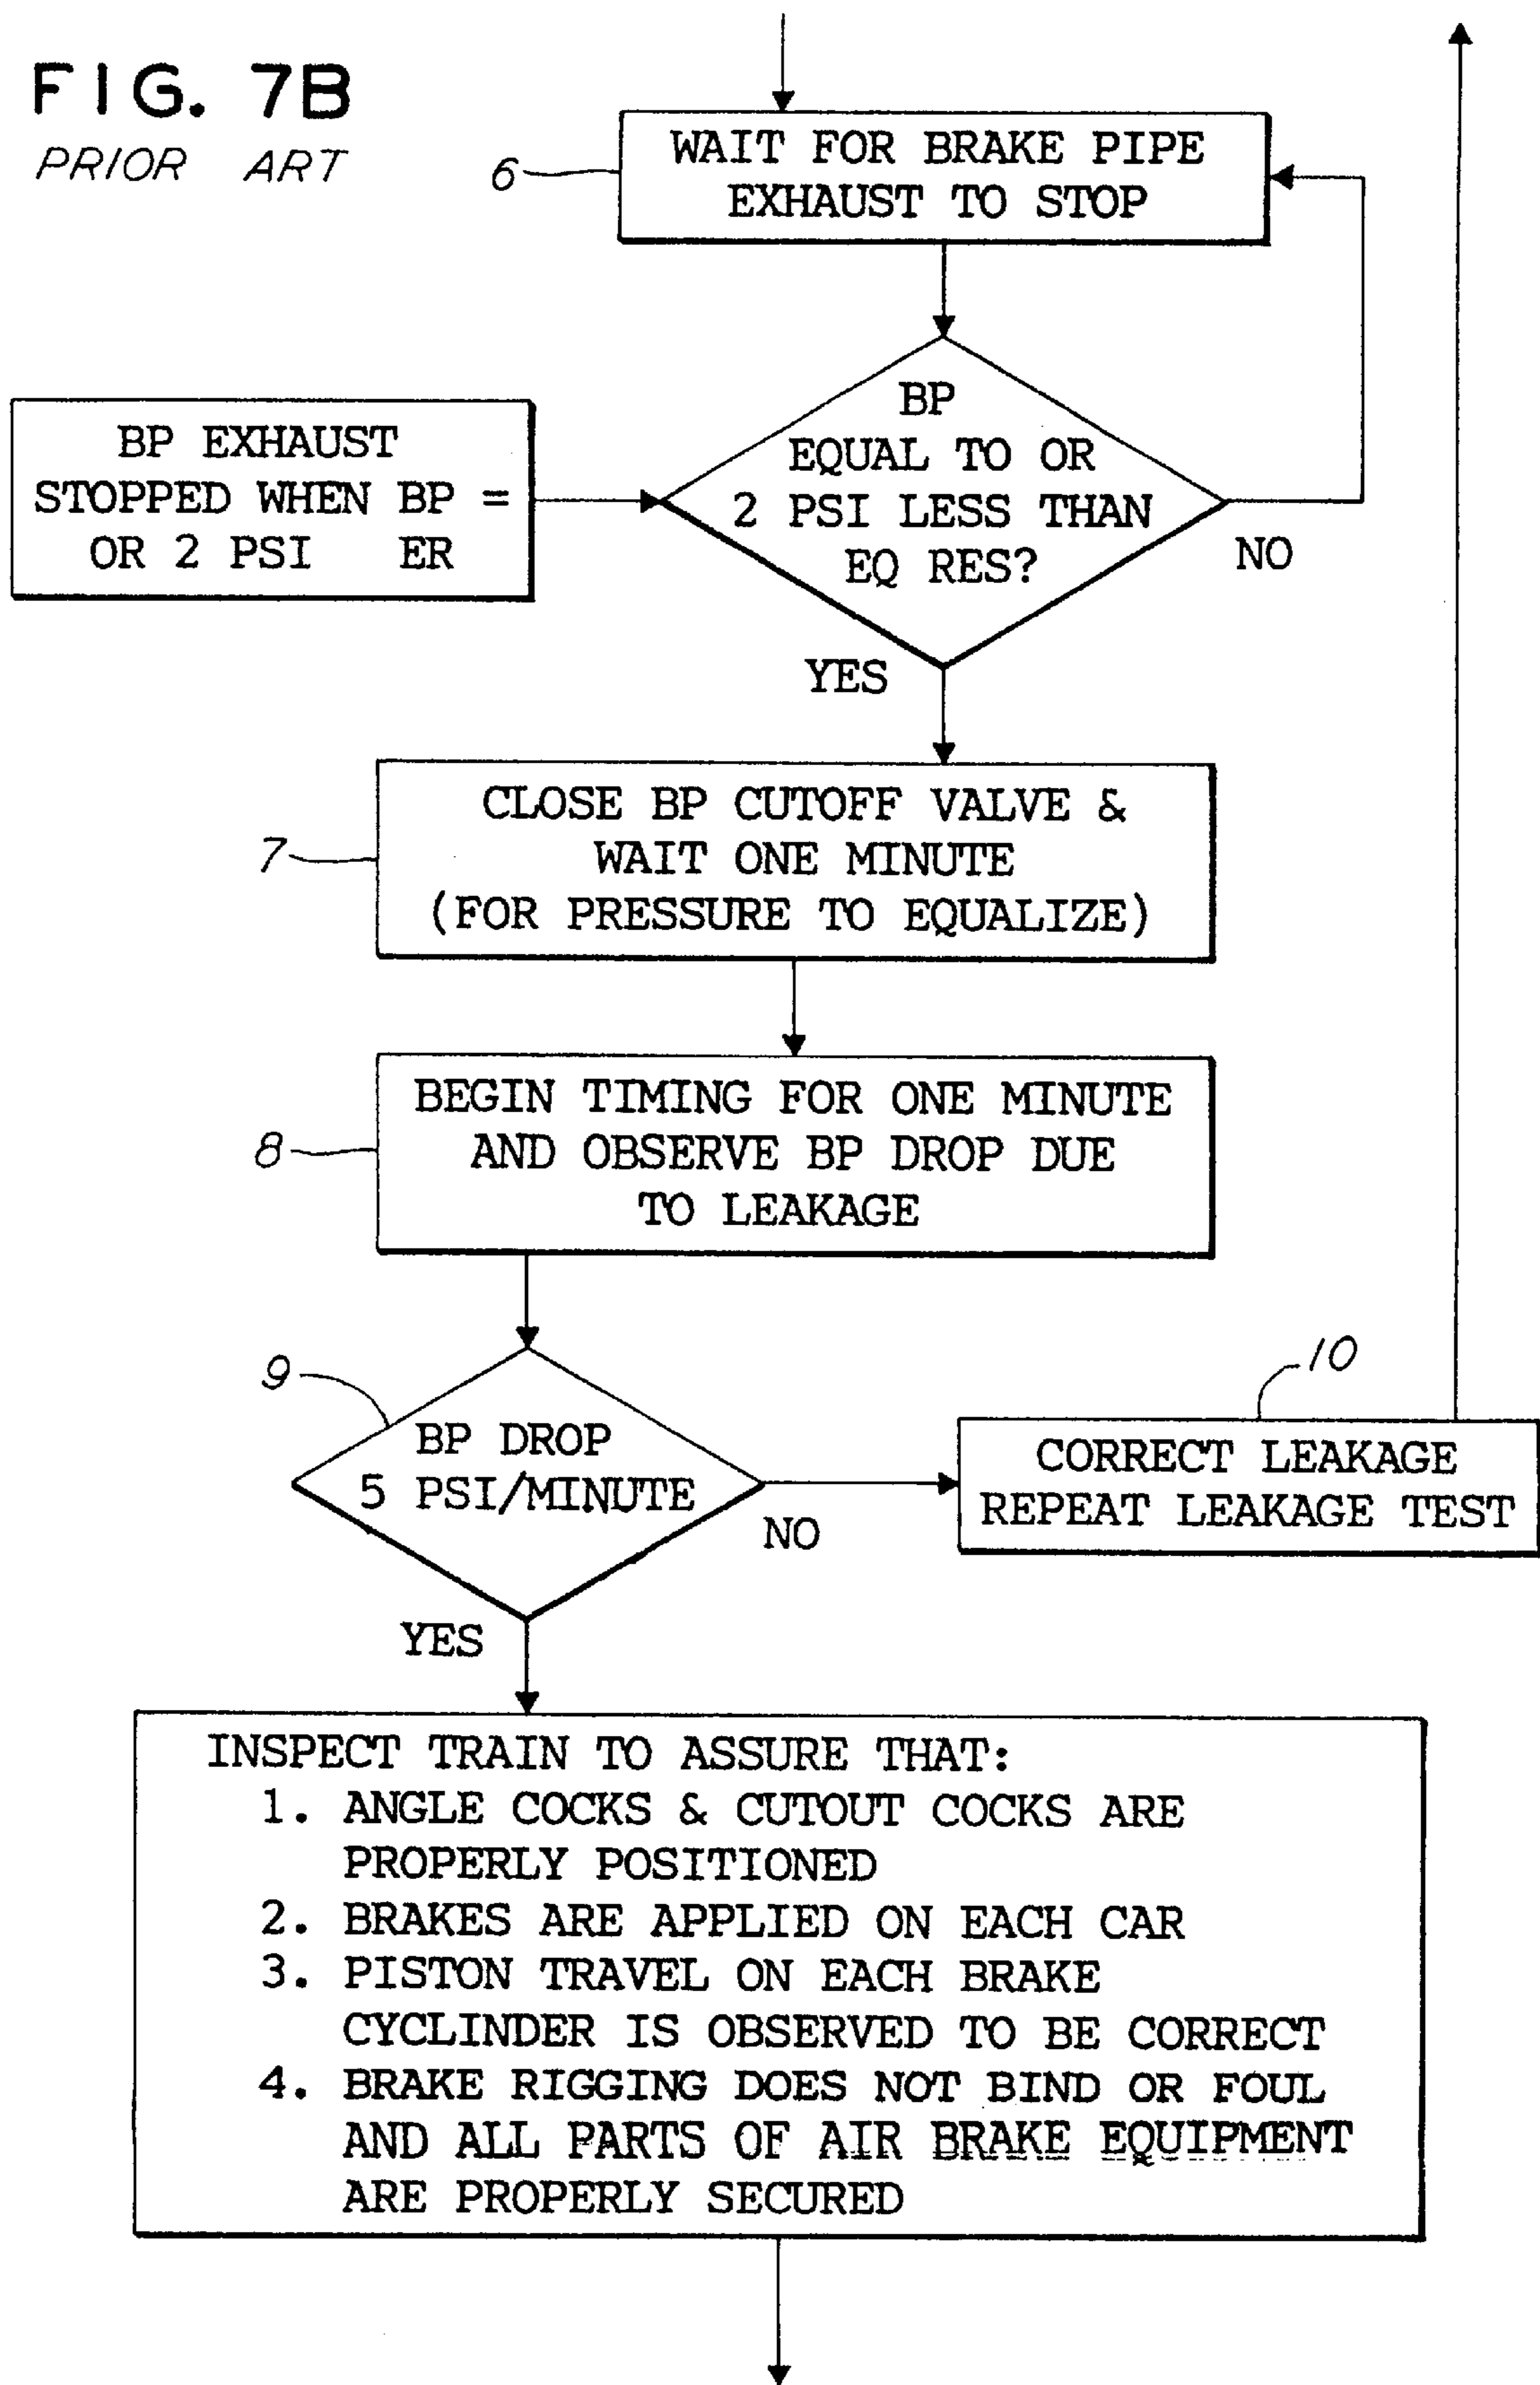 FIG. 7B
PRIOR ART
WAIT FOR BRAKE PIPE
EXHAUST TO STOP
6
BP
EQUAL TO OR
2 PSI LESS THAN
EQ RES?
BP EXHAUST
STOPPED WHEN BP =
OR 2 PSI ER
NO
YES
CLOSE BP CUTOFF VALVE &
WAIT ONE MINUTE
(FOR PRESSURE TO EQUALIZE)
7
BEGIN TIMING FOR ONE MINUTE
AND OBSERVE BP DROP DUE
TO LEAKAGE
8
9
BP DROP
5 PSI/MINUTE
NO
10
CORRECT LEAKAGE
REPEAT LEAKAGE TEST
YES
INSPECT TRAIN TO ASSURE THAT:
1. ANGLE COCKS & CUTOUT COCKS ARE
PROPERLY POSITIONED
2. BRAKES ARE APPLIED ON EACH CAR
3. PISTON TRAVEL ON EACH BRAKE
CYCLINDER IS OBSERVED TO BE CORRECT
4. BRAKE RIGGING DOES NOT BIND OR FOUL
AND ALL PARTS OF AIR BRAKE EQUIPMENT
ARE PROPERLY SECURED